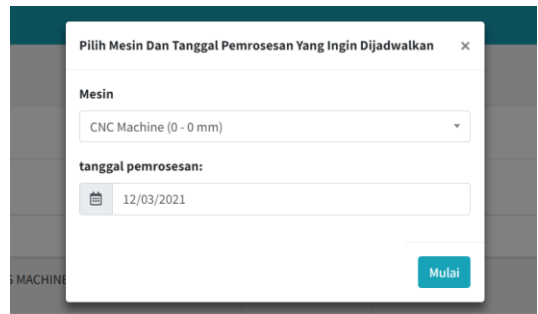 Pilih Mesin Dan Tanggal Pemrosesan Yang Ingin Dijadwalkan ×
Mesin
CNC Machine (0 - 0 mm)
tanggal pemrosesan:
12/03/2021
Mulai
MACHINE